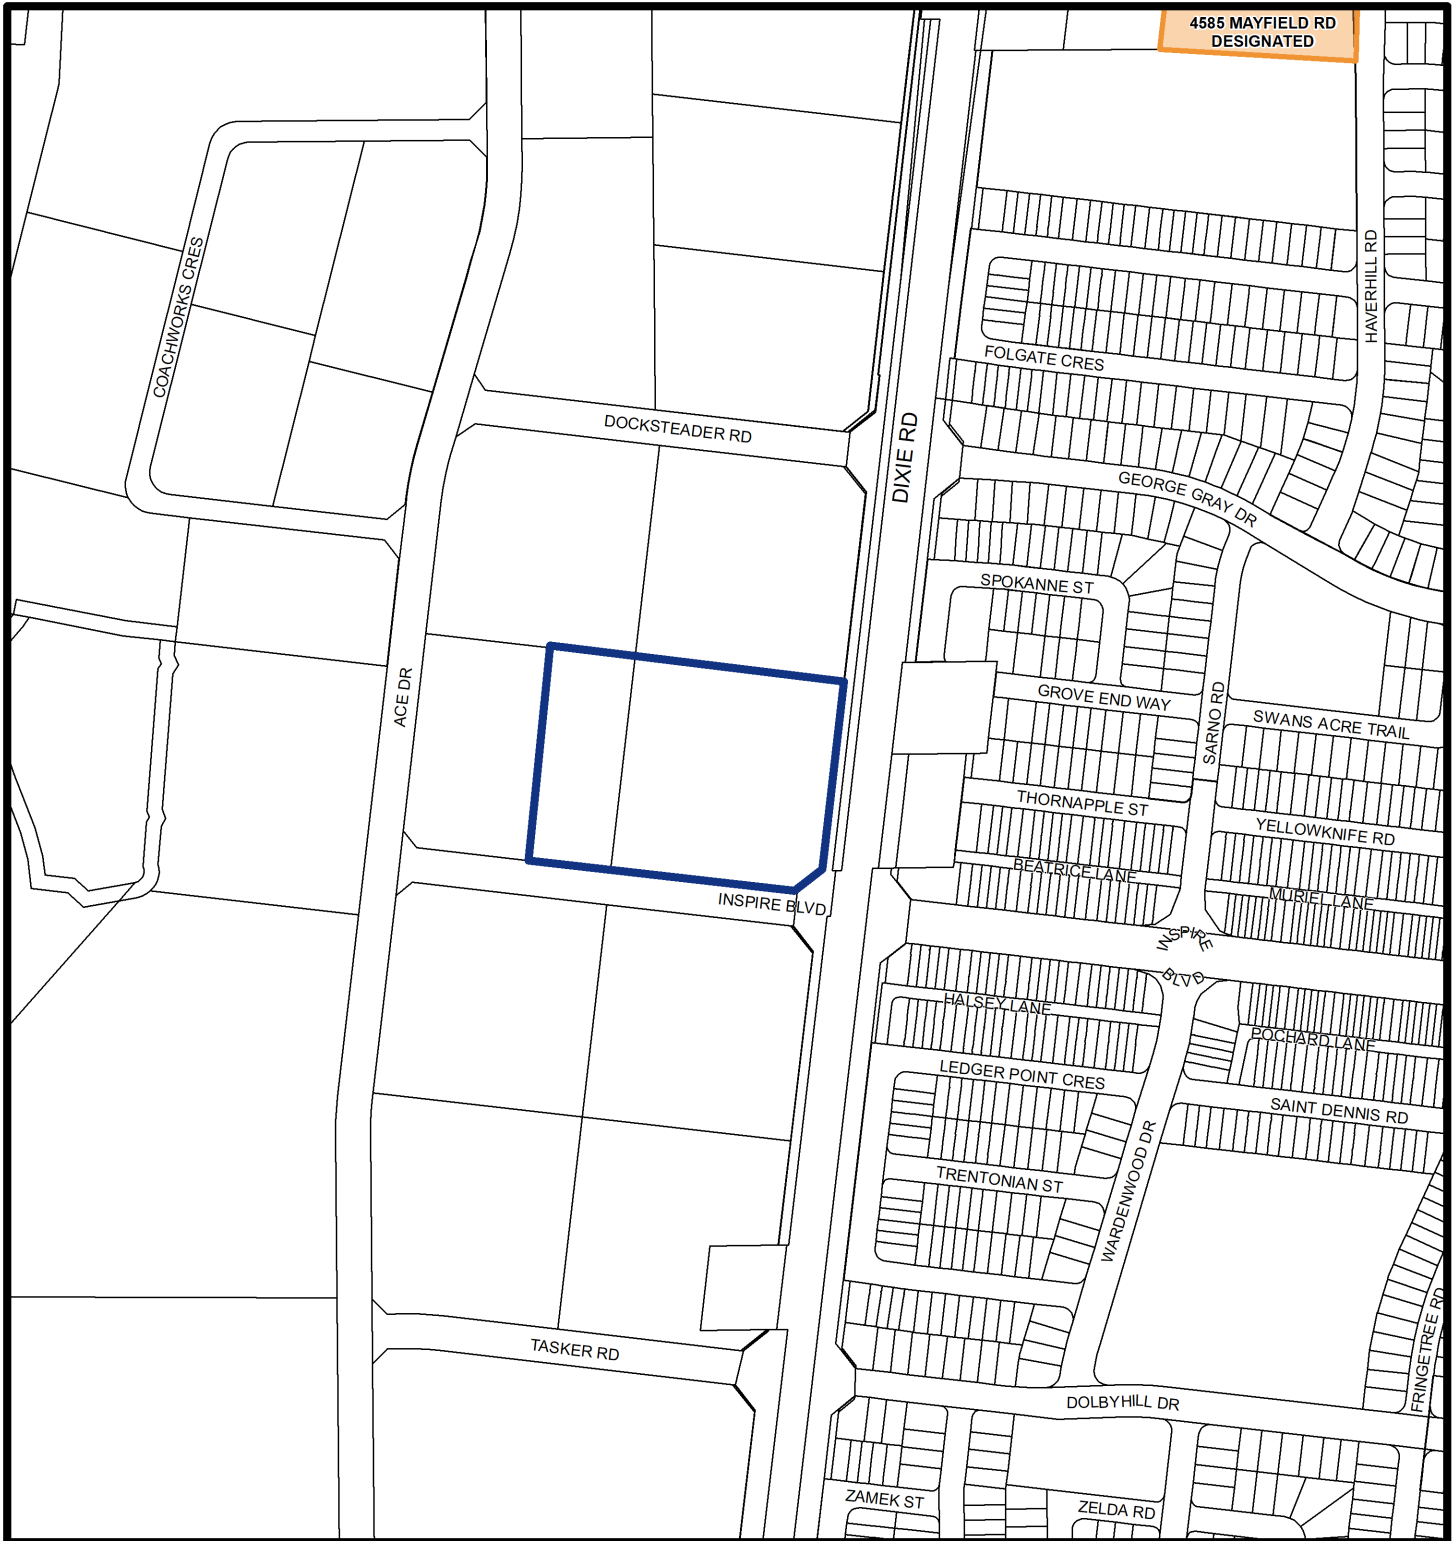 4585 MAYFIELD RD
DESIGNATED
COACHWORKS CRES
HAVERHILL RD
FOLGATE CRES
DOCKSTEADER RD
DIXIE RD
GEORGE GRAY DR
SPOKANNE ST
ACE DR
GROVE END WAY
SARNO RD
SWANS ACRE TRAIL
THORNAPPLE ST
YELLOWKNIFE RD
BEATRICE LANE
MURIEL LANE
INSPIRE BLVD
INSPIRE
BLVD
HALSEY LANE
POCHARD LANE
LEDGER POINT CRES
SAINT DENNIS RD
TRENTONIAN ST
WARDENWOOD DR
FRINGETREE RD
TASKER RD
DOLBYHILL DR
ZAMEK ST
ZELDA RD